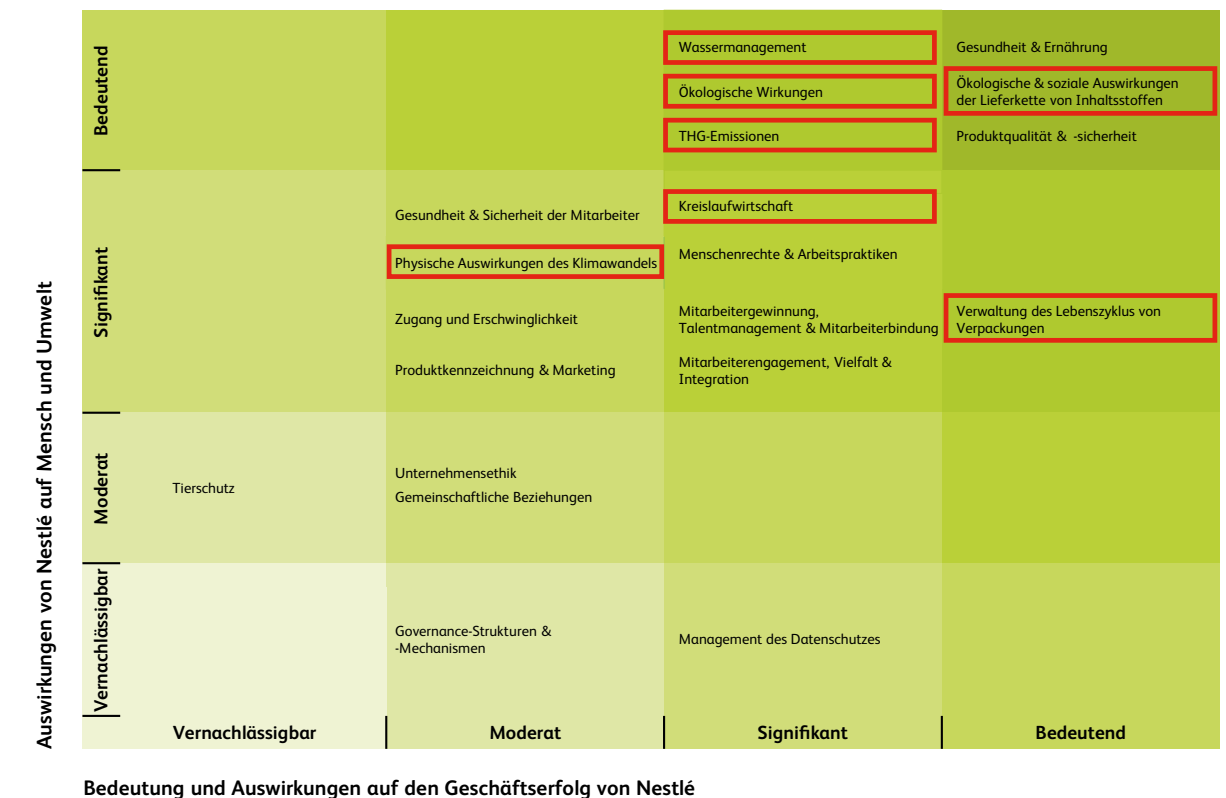 Auswirkungen von Nestlé auf Mensch und Umwelt
Bedeutend
Wassermanagement
Ökologische Wirkungen
THG-Emissionen
Gesundheit & Ernährung
Ökologische & soziale Auswirkungen
der Lieferkette von Inhaltsstoffen
Produktqualität & -sicherheit
Signifikant
Gesundheit & Sicherheit der Mitarbeiter
Physische Auswirkungen des Klimawandels
Zugang und Erschwinglichkeit
Produktkennzeichnung & Marketing
Kreislaufwirtschaft
Menschenrechte & Arbeitspraktiken
Mitarbeitergewinnung,
Talentmanagement & Mitarbeiterbindung
Mitarbeiterengagement, Vielfalt &
Integration
Verwaltung des Lebenszyklus von
Verpackungen
Moderat
Tierschutz
Unternehmensethik
Gemeinschaftliche Beziehungen
Vernachlässigbar
Governance-Strukturen &
-Mechanismen
Management des Datenschutzes
Vernachlässigbar
Moderat
Signifikant
Bedeutend
Bedeutung und Auswirkungen auf den Geschäftserfolg von Nestlé